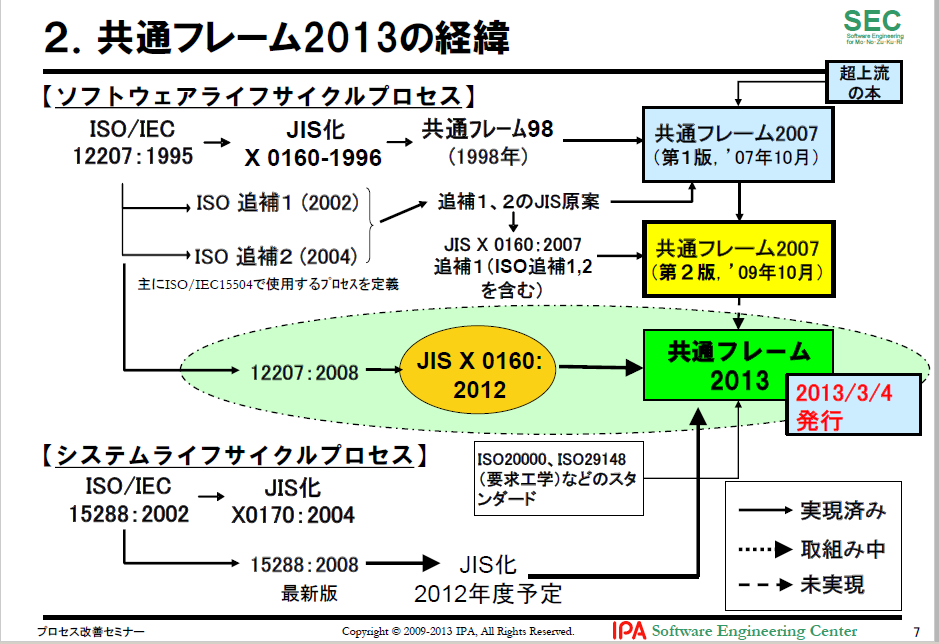 2．共通フレーム2013の経緯
SEC
Software Engineering
for Mo･No･Zu･Ku･Ri
超上流
の本
【ソフトウェアライフサイクルプロセス】
ISO/IEC
12207：1995
JIS化
X 0160-1996
共通フレーム98
（1998年）
共通フレーム2007
（第１版，’07年10月）
ISO 追補１（2002）
追補１、２のJIS原案
ISO 追補２（2004）
JIS X 0160：2007
追補１（ISO追補1,2
を含む）
共通フレーム2007
（第２版，’09年10月）
主にISO/IEC15504で使用するﾌﾟﾛｾｽを定義
12207：2008
JIS X 0160：
2012
共通フレーム
2013
2013/3/4
発行
【システムライフサイクルプロセス】
ISO/IEC
15288：2002
JIS化
X0170：2004
ISO20000、ISO29148
（要求工学）などのスタ
ンダード
15288：2008
最新版
JIS化
2012年度予定
実現済み
取組み中
未実現
プロセス改善セミナー
Copyright © 2009-2013 IPA, All Rights Reserved.
IPA Software Engineering Center
7